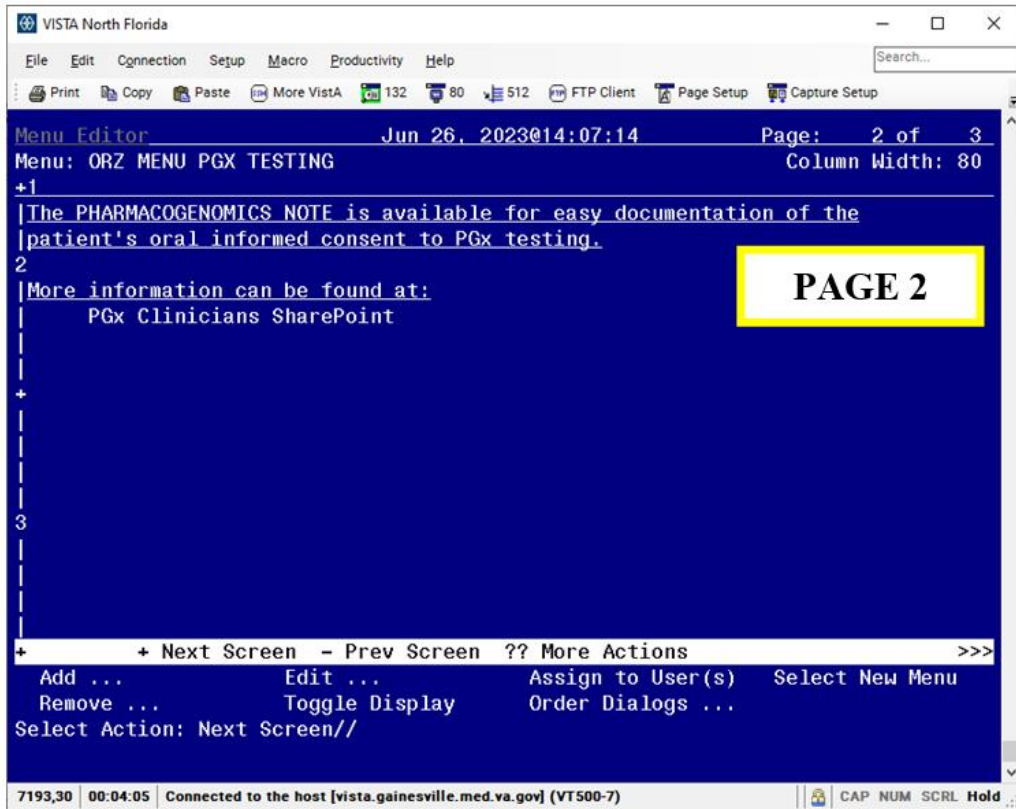 VISTA North Florida
File Edit Connection Setup Macro Productivity Help
Search...
Print Copy Paste More VistA 132 80 512 FTP Client Page Setup Capture Setup
Menu Editor Jun 26, 2023@14:07:14 Page: 2 of 3
Menu: ORZ MENU PGX TESTING Column Width: 80
+1
|The PHARMACOGENOMICS NOTE is available for easy documentation of the
|patient's oral informed consent to PGx testing.
2
|More information can be found at:
| PGx Clinicians SharePoint
|
|
+
|
|
|
|
3
|
|
|
|
PAGE 2
+ + Next Screen - Prev Screen ?? More Actions >>>
Add ... Edit ... Assign to User(s) Select New Menu
Remove ... Toggle Display Order Dialogs ...
Select Action: Next Screen//
7193,30 00:04:05 Connected to the host [vista.gainesville.med.va.gov] (VT500-7) CAP NUM SCRL Hold